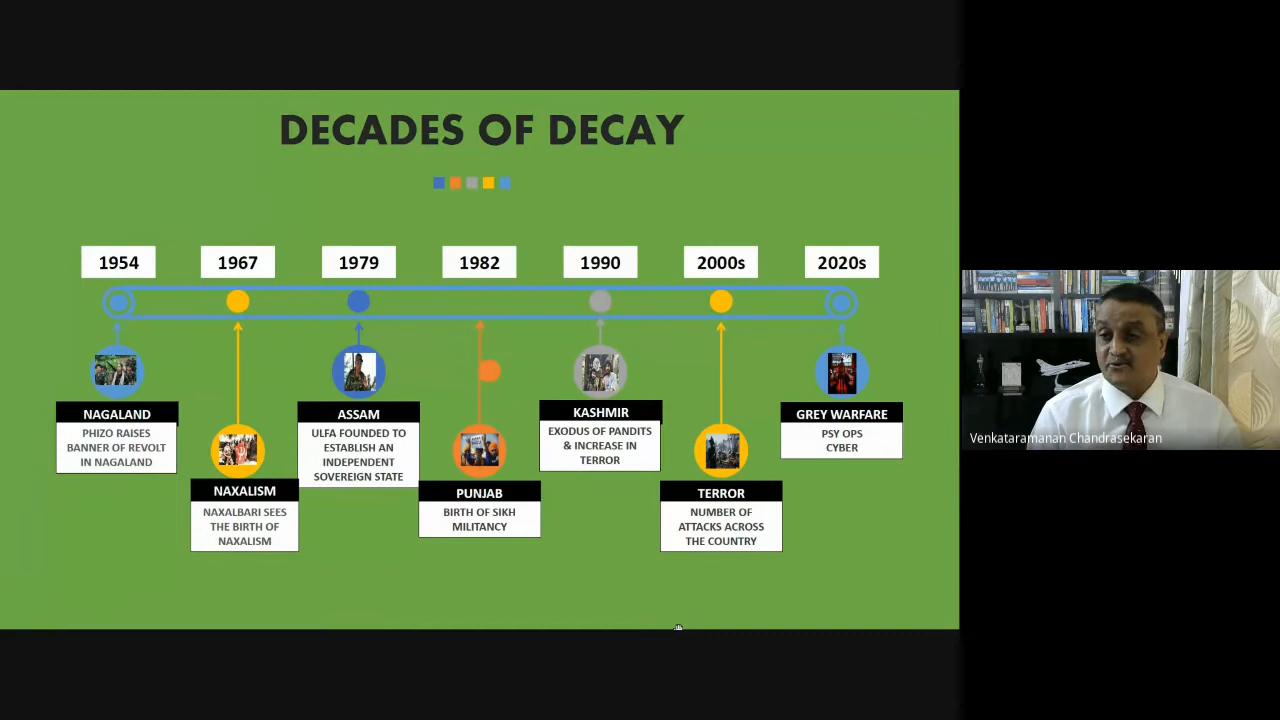 DECADES OF DECAY
1954
1967
1979
1982
1990
2000s
2020s
NAGALAND
PHIZO RAISES
BANNER OF REVOLT
IN NAGALAND
NAXALISM
NAXALBARI SEES
THE BIRTH OF
NAXALISM
ASSAM
ULFA FOUNDED TO
ESTABLISH AN
INDEPENDENT
SOVEREIGN STATE
PUNJAB
BIRTH OF SIKH
MILITANCY
KASHMIR
EXODUS OF PANDITS
& INCREASE IN
TERROR
TERROR
NUMBER OF
ATTACKS ACROSS
THE COUNTRY
GREY WARFARE
PSY OPS
CYBER
Venkataramanan Chandrasekaran